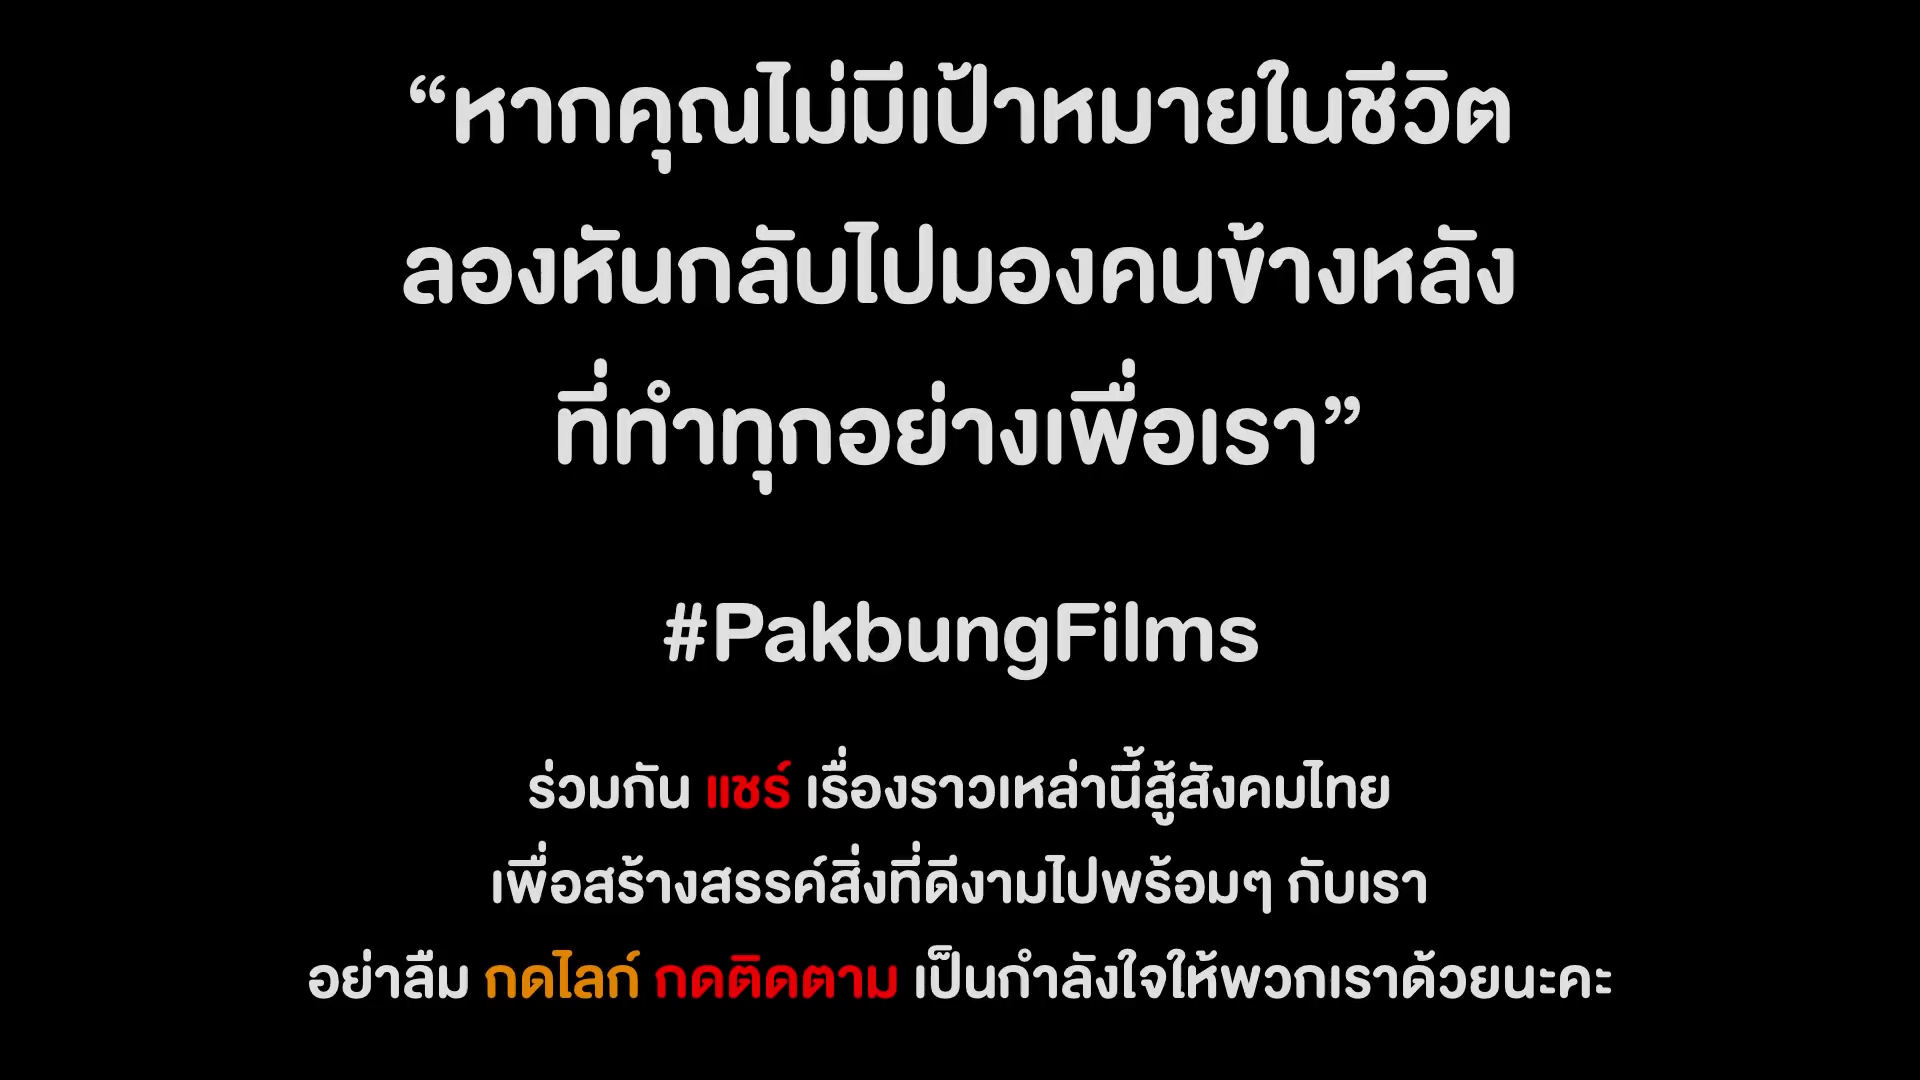 “หากคุณไม่มีเป้าหมายในชีวิต
ลองหันกลับไปมองคนข้างหลัง
ที่ทำทุกอย่างเพื่อเรา”
#PakbungFilms
ร่วมกัน แชร์ เรื่องราวเหล่านี้สู้สังคมไทย
เพื่อสร้างสรรค์สิ่งที่ดีงามไปพร้อมๆ กับเรา
อย่าลืม กดไลก์ กดติดตาม เป็นกำลังใจให้พวกเราด้วยนะคะ